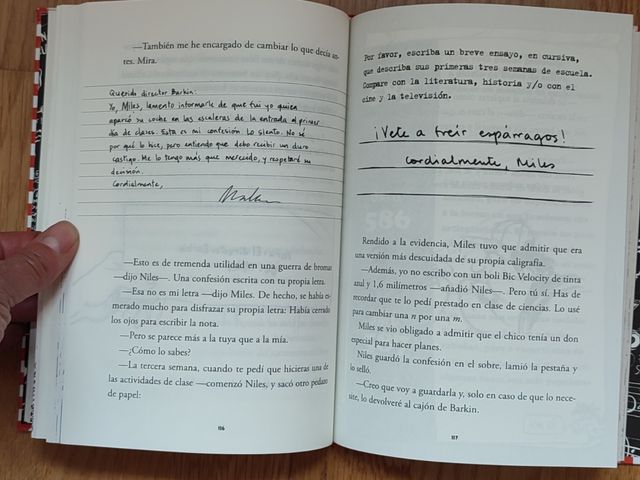 —También me he encargado de cambiar lo que decía an-
tes. Mira.
Querido director Barkin:
Yo, Miles, lamento informarle de que fui yo quien
aparcó su coche en las escaleras de la entrada el primer
día de clases. Esta es mi confesión. Lo siento. No sé
por qué lo hice, pero entiendo que debo recibir un duro
castigo. Me lo tengo más que merecido, y respetaré su
decisión.
Cordialmente,
—Esto es de tremenda utilidad en una guerra de bromas
—dijo Niles—. Una confesión escrita con tu propia letra.
—Esa no es mi letra —dijo Miles. De hecho, se había es-
merado mucho para disfrazar su propia letra: Había cerrado
los ojos para escribir la nota.
—Pero se parece más a la tuya que a la mía.
—¿Cómo lo sabes?
—La tercera semana, cuando te pedí que hicieras una de
las actividades de clase —comenzó Niles, y sacó otro pedazo
de papel:
116
Por favor, escriba un breve ensayo, en cursiva,
que describa sus primeras tres semanas de escuela.
Compare con la literatura, historia y/o con el
cine y la televisión.
¡Vete a freír espárragos!
Cordialmente, Miles
Rendido a la evidencia, Miles tuvo que admitir que era
una versión más descuidada de su propia caligrafía.
—Además, yo no escribo con un boli Bic Velocity de tinta
azul y 1,6 milímetros —añadió Niles—. Pero tú sí. Has de
recordar que te lo pedí prestado en clase de ciencias. Lo usé
para cambiar una n por una m.
Miles se vio obligado a admitir que el chico tenía un don
especial para hacer planes.
Niles guardó la confesión en el sobre, lamió la pestaña y
lo selló.
—Creo que voy a guardarla y, solo en caso de que lo nece-
site, lo devolveré al cajón de Barkin.
117